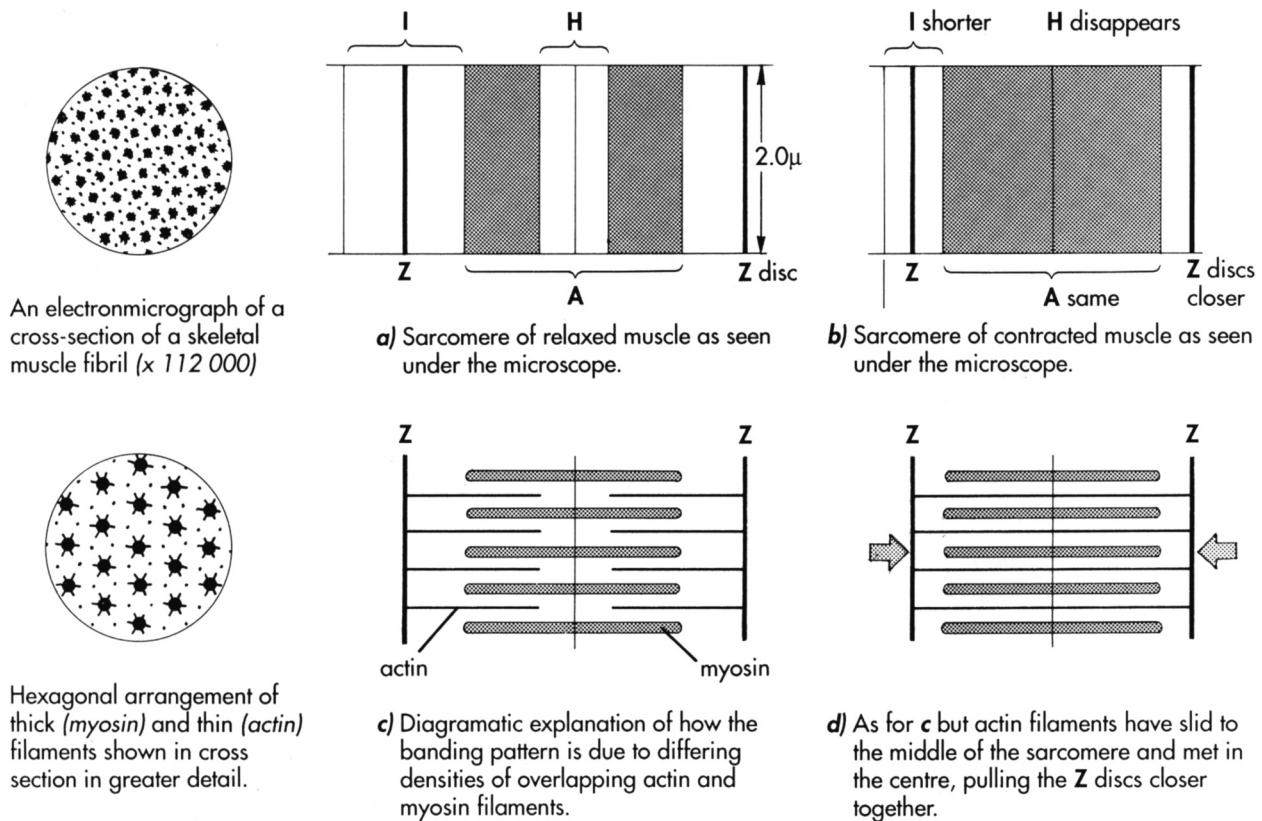 I
H
2.0μ
Z
Z disc
A
a) Sarcomere of relaxed muscle as seen
under the microscope.
I shorter
H disappears
Z
A same
Z discs
closer
b) Sarcomere of contracted muscle as seen
under the microscope.
An electronmicrograph of a
cross-section of a skeletal
muscle fibril (x 112 000)
Z
Z
actin
myosin
c) Diagramatic explanation of how the
banding pattern is due to differing
densities of overlapping actin and
myosin filaments.
Z
Z
d) As for c but actin filaments have slid to
the middle of the sarcomere and met in
the centre, pulling the Z discs closer
together.
Hexagonal arrangement of
thick (myosin) and thin (actin)
filaments shown in cross
section in greater detail.